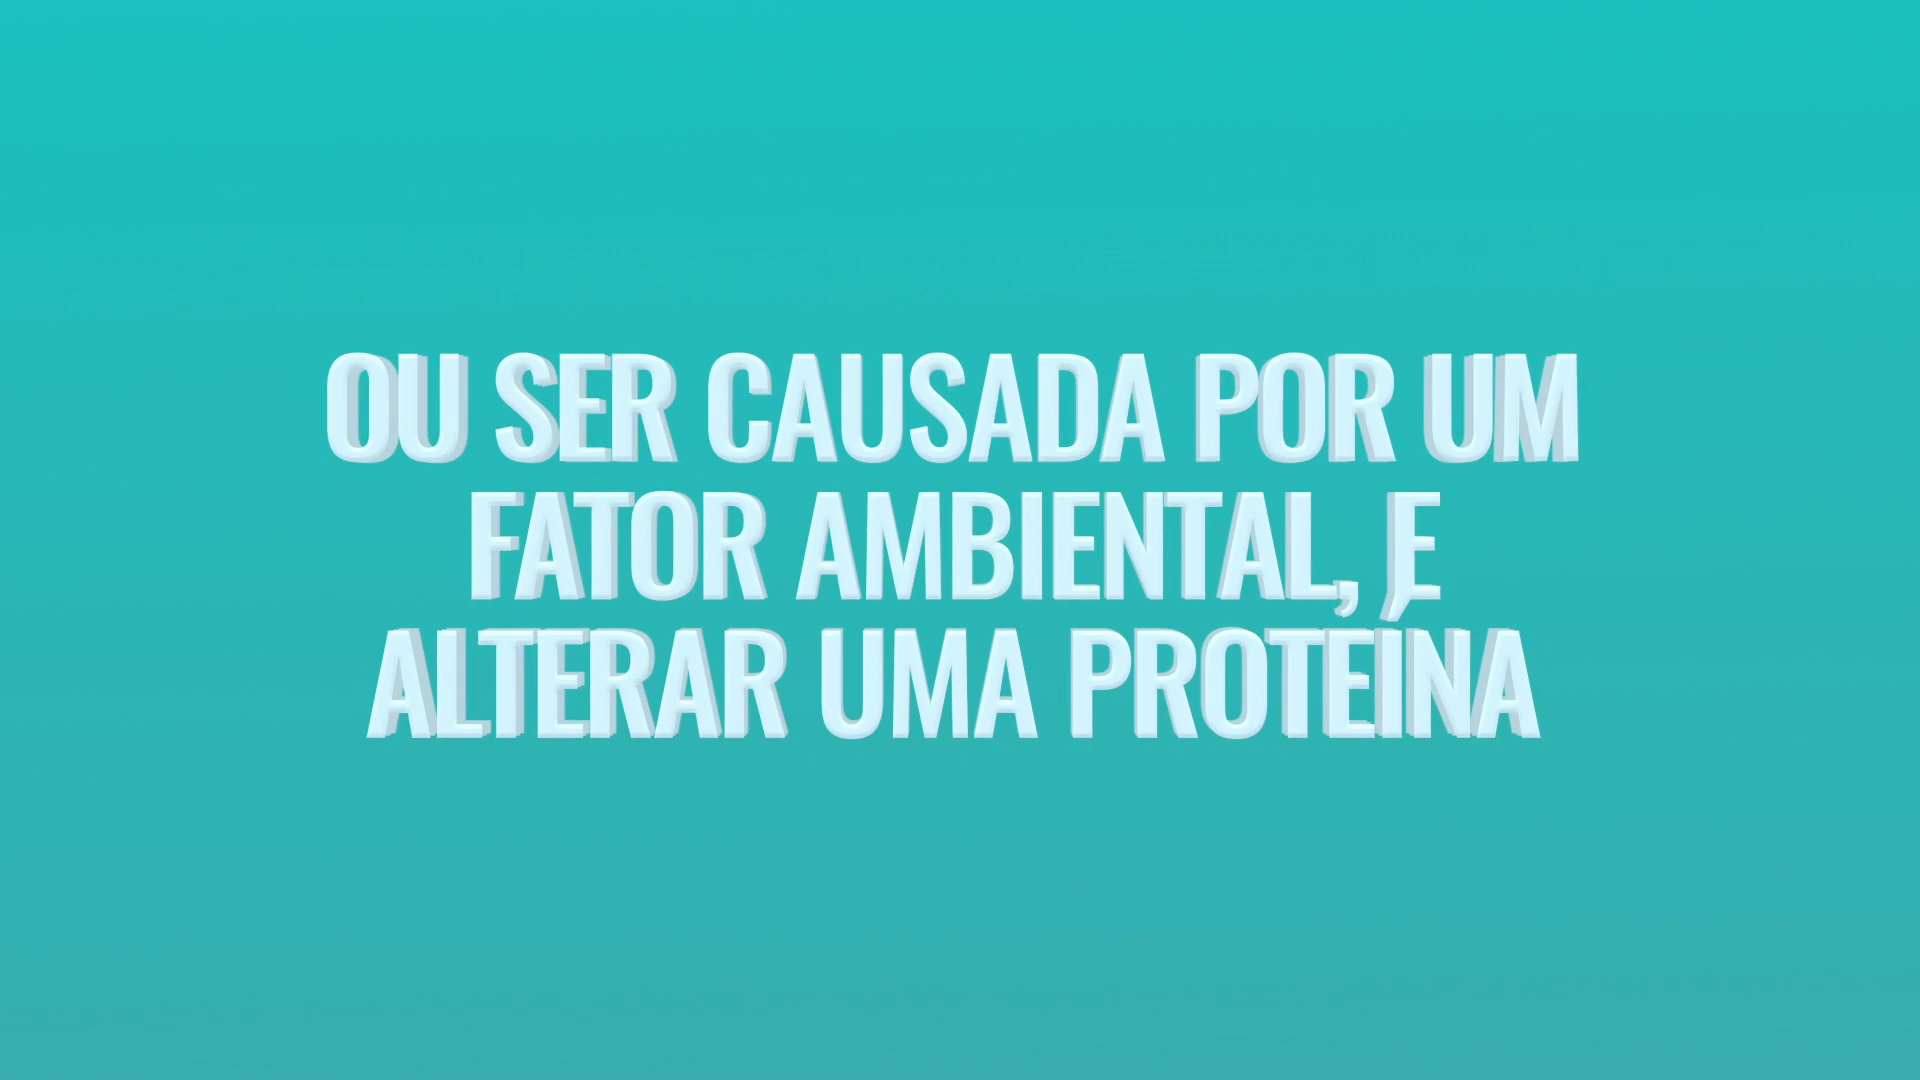 OU SER CAUSADA POR UM
FATOR AMBIENTAL, E
ALTERAR UMA PROTEÍNA